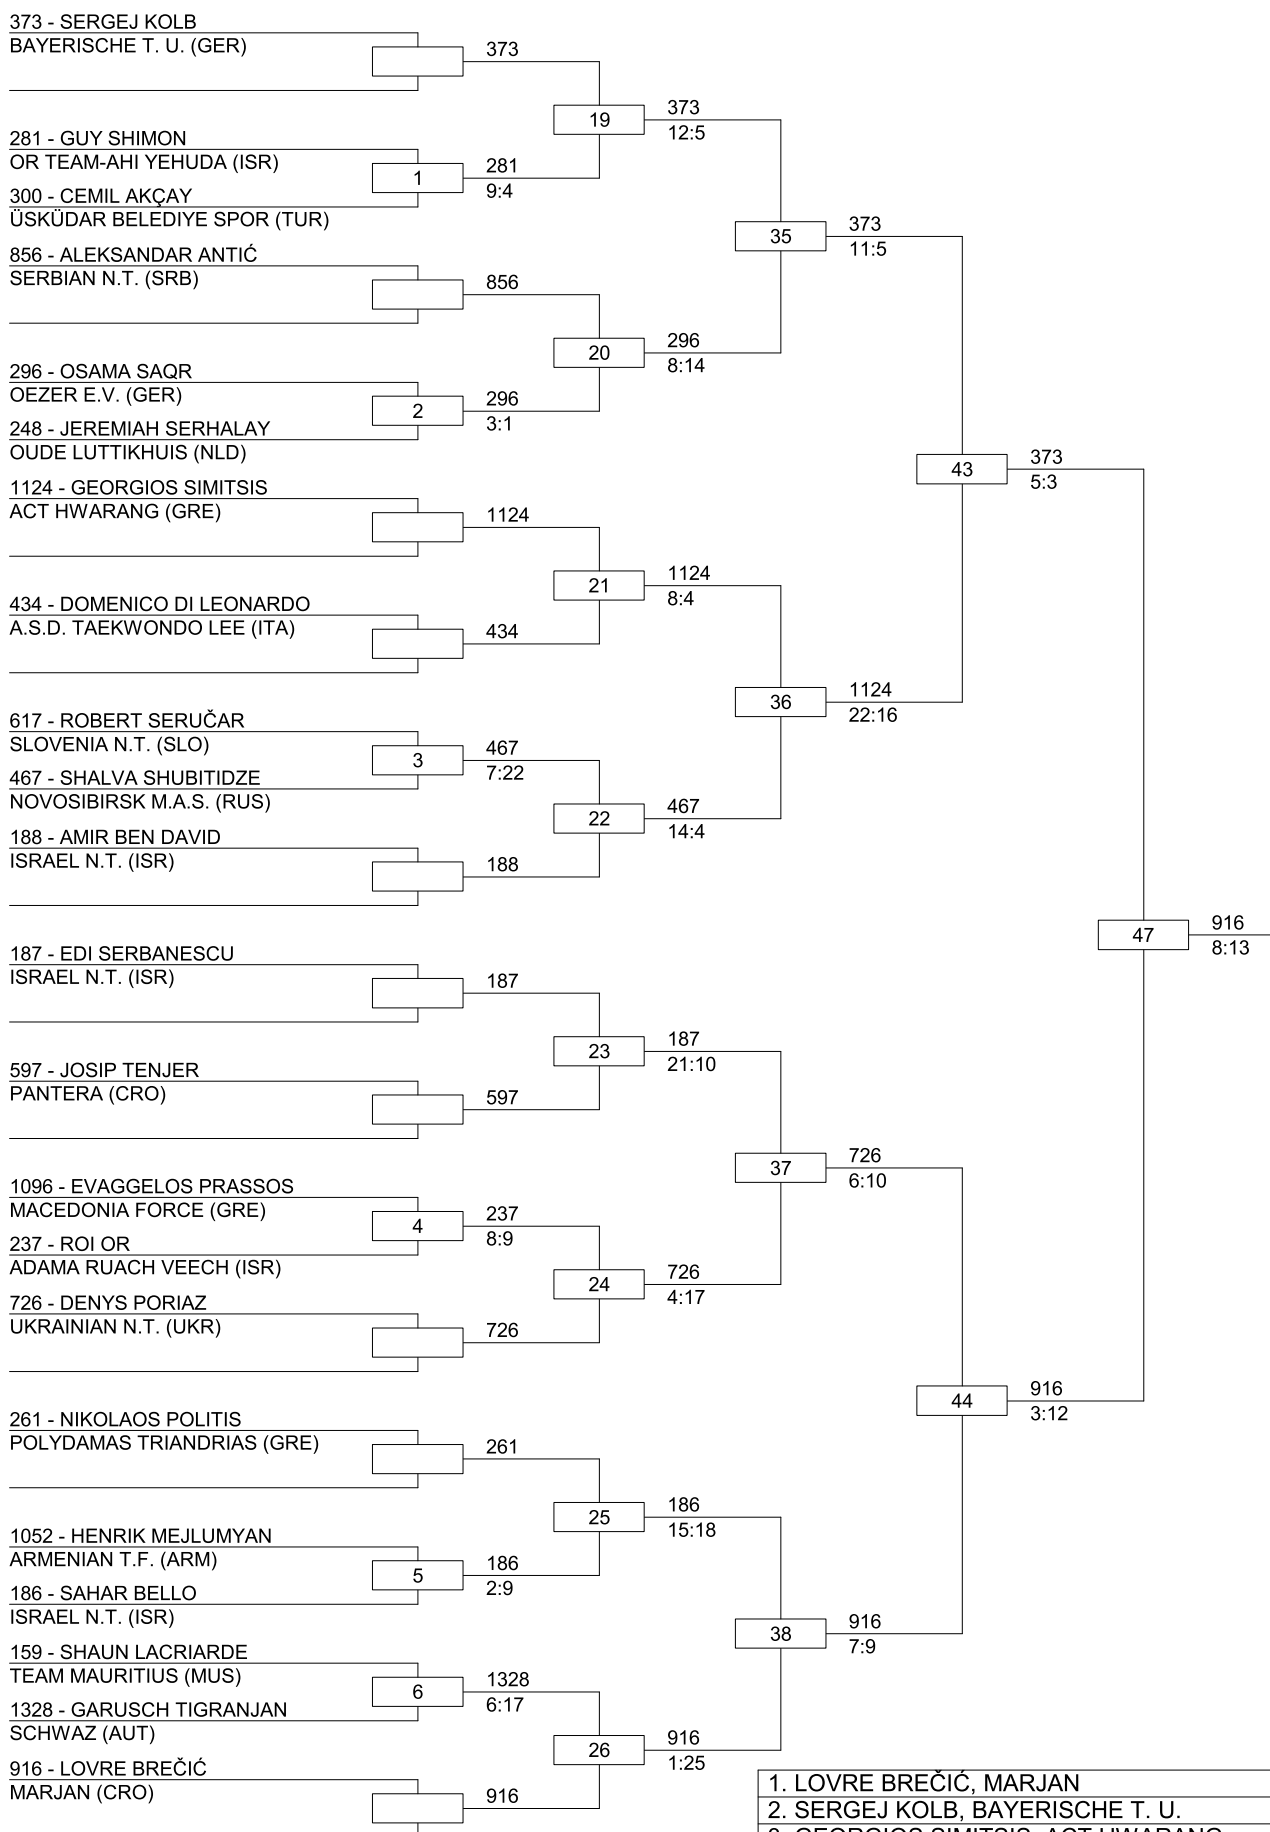 373 - SERGEJ KOLB
BAYERISCHE T. U. (GER)
373
19
373
12:5
281 - GUY SHIMON
OR TEAM-AHI YEHUDA (ISR)
1
281
9:4
300 - CEMIL AKÇAY
ÜSKÜDAR BELEDIYE SPOR (TUR)
35
373
11:5
856 - ALEKSANDAR ANTIĆ
SERBIAN N.T. (SRB)
856
20
296
8:14
296 - OSAMA SAQR
OEZER E.V. (GER)
2
296
3:1
248 - JEREMIAH SERHALAY
OUDE LUTTIKHUIS (NLD)
43
373
5:3
1124 - GEORGIOS SIMITSIS
ACT HWARANG (GRE)
1124
21
1124
8:4
434 - DOMENICO DI LEONARDO
A.S.D. TAEKWONDO LEE (ITA)
434
36
1124
22:16
617 - ROBERT SERUČAR
SLOVENIA N.T. (SLO)
3
467
7:22
467 - SHALVA SHUBITIDZE
NOVOSIBIRSK M.A.S. (RUS)
22
467
14:4
188 - AMIR BEN DAVID
ISRAEL N.T. (ISR)
188
47
916
8:13
187 - EDI SERBANESCU
ISRAEL N.T. (ISR)
187
23
187
21:10
597 - JOSIP TENJER
PANTERA (CRO)
597
37
726
6:10
1096 - EVAGGELOS PRASSOS
MACEDONIA FORCE (GRE)
4
237
8:9
237 - ROI OR
ADAMA RUACH VEECH (ISR)
24
726
4:17
726 - DENYS PORIAZ
UKRAINIAN N.T. (UKR)
726
44
916
3:12
261 - NIKOLAOS POLITIS
POLYDAMAS TRIANDRIAS (GRE)
261
25
186
15:18
1052 - HENRIK MEJLUMYAN
ARMENIAN T.F. (ARM)
5
186
2:9
186 - SAHAR BELLO
ISRAEL N.T. (ISR)
38
916
7:9
159 - SHAUN LACRIARDE
TEAM MAURITIUS (MUS)
6
1328
6:17
1328 - GARUSCH TIGRANJAN
SCHWAZ (AUT)
26
916
1:25
916 - LOVRE BREČIĆ
MARJAN (CRO)
916
1. LOVRE BREČIĆ, MARJAN
2. SERGEJ KOLB, BAYERISCHE T. U.
3. GEORGIOS SIMITSIS, ACT HWARANG